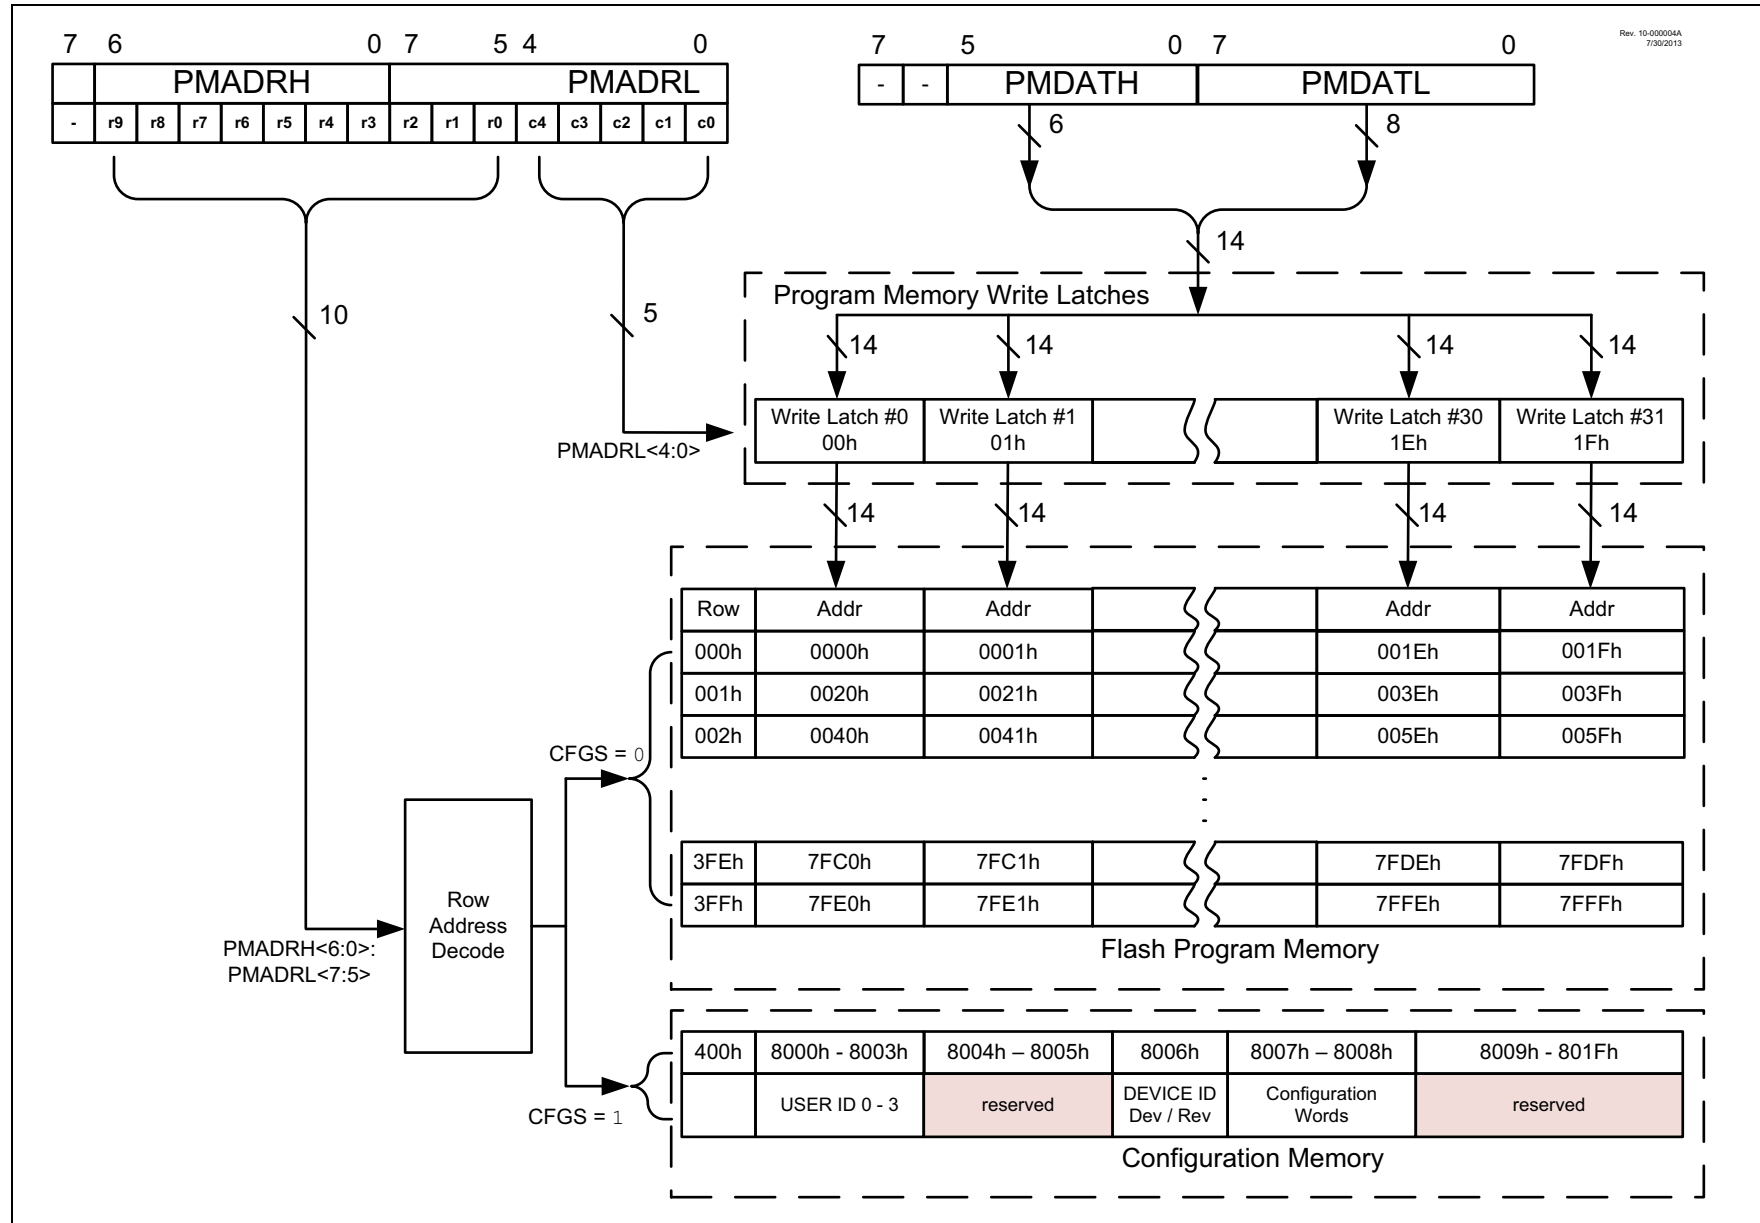 Rev. 10-000004A
7/30/2013
7 6 0 7 5 4 0
PMADRH PMADRL
- r9 r8 r7 r6 r5 r4 r3 r2 r1 r0 c4 c3 c2 c1 c0
7 5 0 7 0
- - PMDATH PMDATL
6 8
14
10
5
PMADRL<4:0>
Program Memory Write Latches
14 14 14 14
Write Latch #0 Write Latch #1 Write Latch #30 Write Latch #31
00h 01h 1Eh 1Fh
14 14 14 14
Row Addr Addr Addr Addr
000h 0000h 0001h 001Eh 001Fh
001h 0020h 0021h 003Eh 003Fh
002h 0040h 0041h 005Eh 005Fh
CFGS = 0
3FEh 7FC0h 7FC1h 7FDEh 7FDFh
3FFh 7FE0h 7FE1h 7FFEh 7FFFh
Flash Program Memory
Row
Address
Decode
PMADRH<6:0>:
PMADRL<7:5>
400h 8000h - 8003h 8004h – 8005h 8006h 8007h – 8008h 8009h - 801Fh
USER ID 0 - 3 reserved DEVICE ID Configuration reserved
Dev / Rev Words
CFGS = 1
Configuration Memory